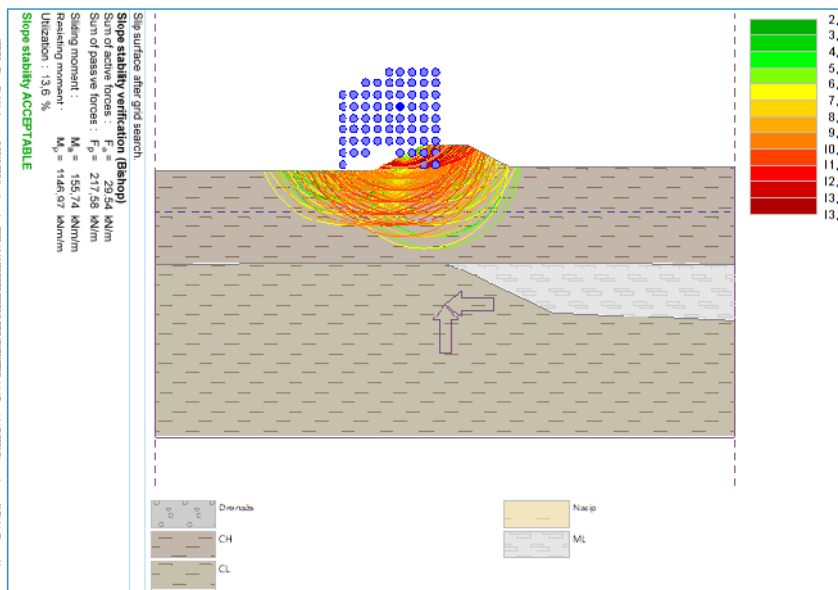 Slip surface after grid search.
Slope stability verification (Bishop)
Sum of active forces : Fa = 29,54 kN/m
Sum of passive forces : Fp = 217,58 kN/m
Sliding moment : Ma = 155,74 kNm/m
Resisting moment : Mp = 1146,97 kNm/m
Utilization : 13,6 %
Slope stability ACCEPTABLE
2,
3,
4,
5,
6,
7,
8,
9,
10,
11,
12,
13,
13,
Drenaža
Nasip
CH
ML
CL